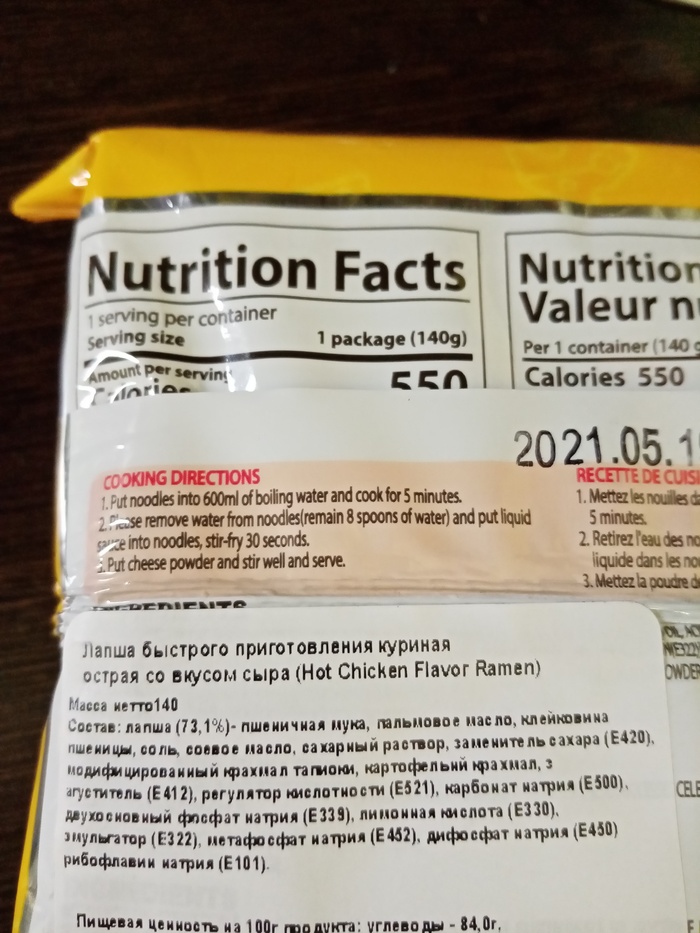 Nutrition Facts
1 serving per container
Serving size 1 package (140g)
Amount per serving
Calories 550
Nutrition
Valeur
Per 1 container (140
Calories 550
2021.05.1
COOKING DIRECTIONS
1. Put noodles into 600ml of boiling water and cook for 5 minutes.
2. Please remove water from noodles(remain 8 spoons of water) and put liquid
sauce into noodles, stir-fry 30 seconds.
3. Put cheese powder and stir well and serve.
RECETTE DE
1. Mettez les nouilles
5 minutes.
2. Retirez l'eau des
liquide dans les
3. Mettez la poudre
INGREDIENTS
Лапша быстрого приготовления куриная
острая со вкусом сыра (Hot Chicken Flavor Ramen)
Масса нетто140
Состав: лапша (73,1%)- пшеничная мука, пальмовое масло, клейковина
пшеницы, соль, соевое масло, сахарный раствор, заменитель сахара (Е420),
модифицированный крахмал тапиоки, картофельнй крахмал, з
агуститель (Е412), регулятор кислотности (Е521), карбонат натрия (Е500),
двухосновный фосфат натрия (Е339), лимонная кислота (Е330),
эмульгатор (Е322), метафосфат натрия (Е452), дифосфат натрия (Е450)
рибофлавин натрия (Е101).
Пищевая ценность на 100г продукта: углеводы - 84,0г,